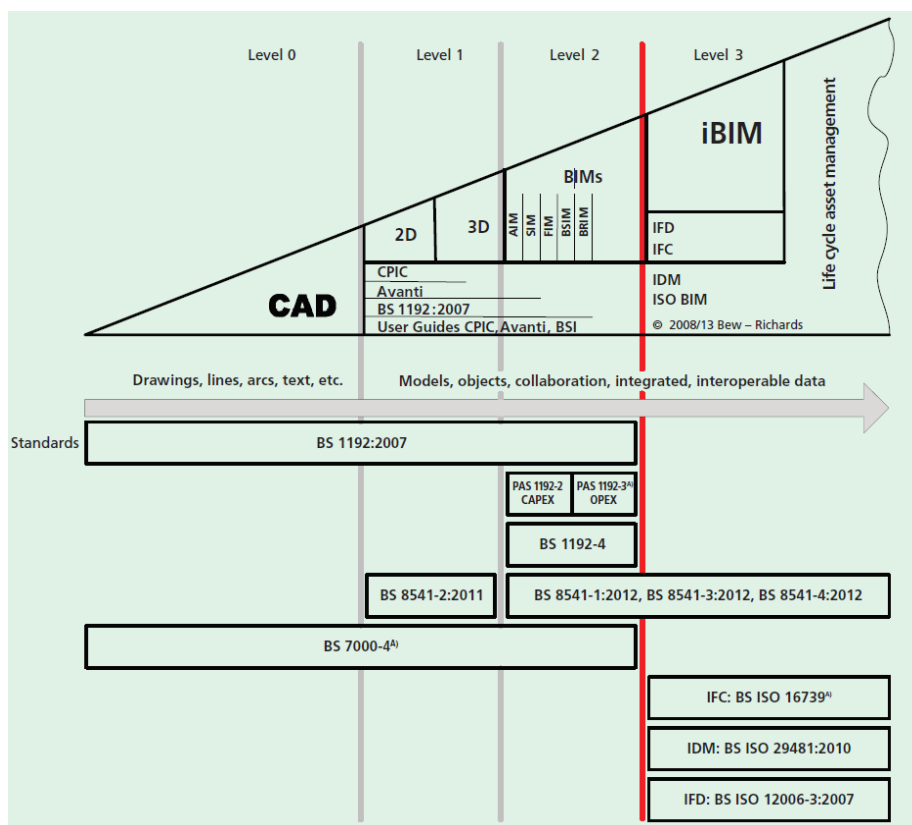 Level 0
Level 1
Level 2
Level 3
iBIM
BIMs
2D
3D
AIM
SIM
FIM
BSIM
BRIM
IFD
IFC
Life cycle asset management
CAD
CPIC
Avanti
BS 1192:2007
User Guides CPIC, Avanti, BSI
IDM
ISO BIM
© 2008/13 Bew – Richards
Drawings, lines, arcs, text, etc.
Models, objects, collaboration, integrated, interoperable data
Standards
BS 1192:2007
PAS 1192-2
CAPEX
PAS 1192-3A)
OPEX
BS 1192-4
BS 8541-2:2011
BS 8541-1:2012, BS 8541-3:2012, BS 8541-4:2012
BS 7000-4A)
IFC: BS ISO 16739A)
IDM: BS ISO 29481:2010
IFD: BS ISO 12006-3:2007